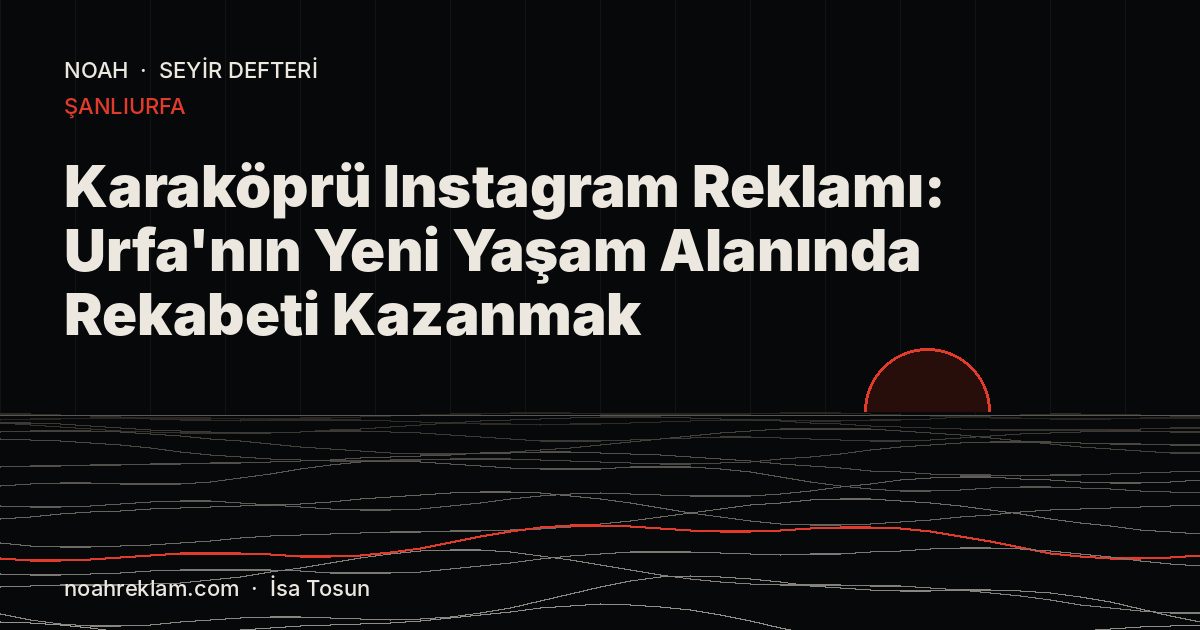 NOAH · SEYİR DEFTERİ
ŞANLIURFA
Karaköprü Instagram Reklamı:
Urfa'nın Yeni Yaşam Alanında
Rekabeti Kazanmak
noahreklam.com · İsa Tosun